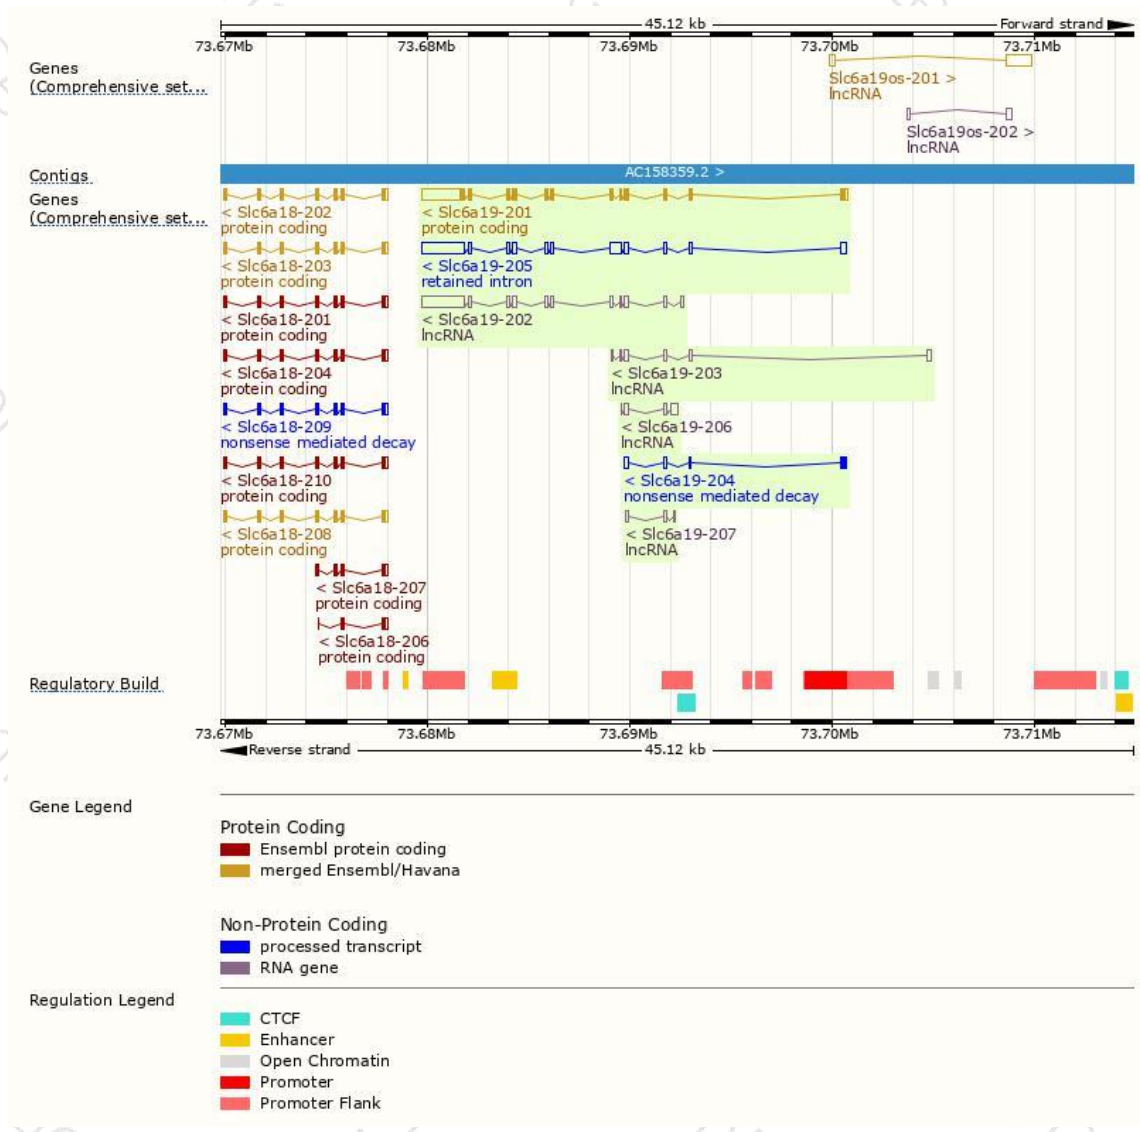 45.12 kb Forward strand
73.67Mb 73.68Mb 73.69Mb 73.70Mb 73.71Mb
Genes
(Comprehensive set...
Slc6a19os-201 >
lncRNA
Slc6a19os-202 >
lncRNA
Contigs
AC158359.2 >
Genes
(Comprehensive set...
< Slc6a18-202 < Slc6a19-201
protein coding protein coding
< Slc6a18-203 < Slc6a19-205
protein coding retained intron
< Slc6a18-201 < Slc6a19-202
protein coding lncRNA
< Slc6a18-204 < Slc6a19-203
protein coding lncRNA
< Slc6a18-209 < Slc6a19-206
nonsense mediated decay lncRNA
< Slc6a18-210 < Slc6a19-204
protein coding nonsense mediated decay
< Slc6a18-208 < Slc6a19-207
protein coding lncRNA
< Slc6a18-207
protein coding
< Slc6a18-206
protein coding
Regulatory Build
73.67Mb 73.68Mb 73.69Mb 73.70Mb 73.71Mb
Reverse strand 45.12 kb
Gene Legend
Protein Coding
Ensembl protein coding
merged Ensembl/Havana
Non-Protein Coding
processed transcript
RNA gene
Regulation Legend
CTCF
Enhancer
Open Chromatin
Promoter
Promoter Flank